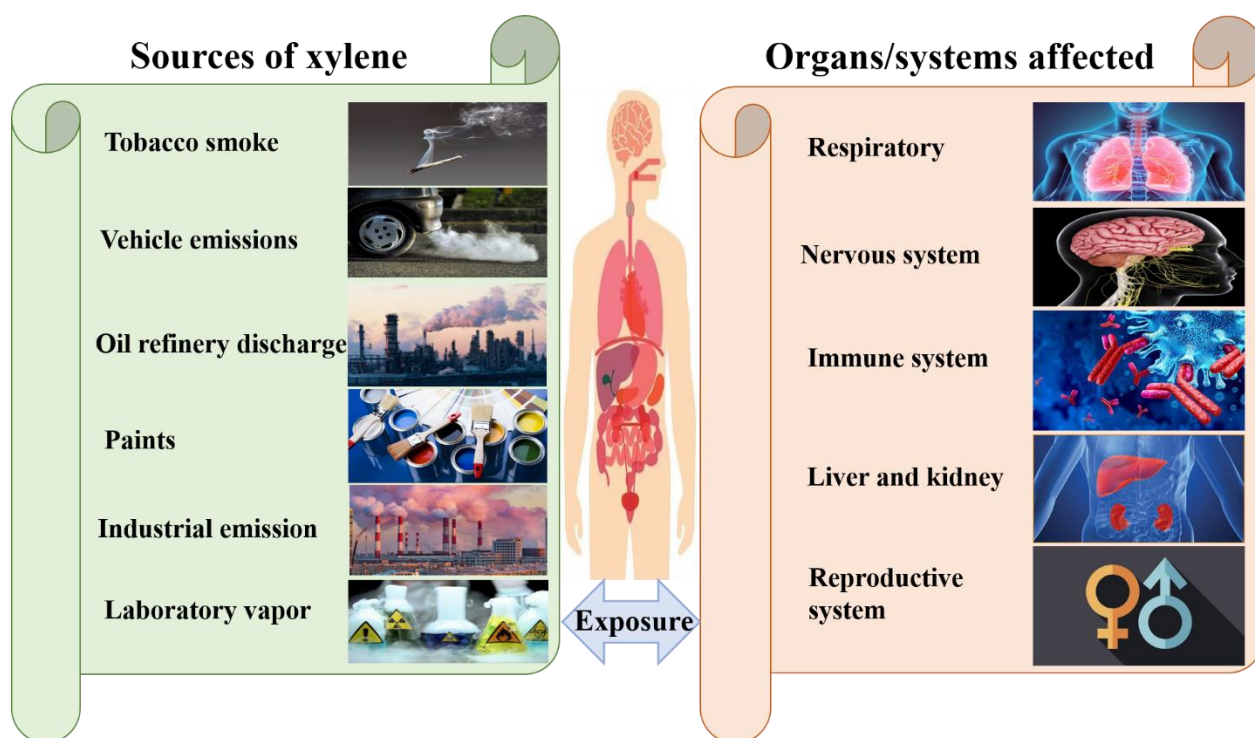 Sources of xylene
Tobacco smoke
Vehicle emissions
Oil refinery discharge
Paints
Industrial emission
Laboratory vapor
Exposure
Organs/systems affected
Respiratory
Nervous system
Immune system
Liver and kidney
Reproductive
system